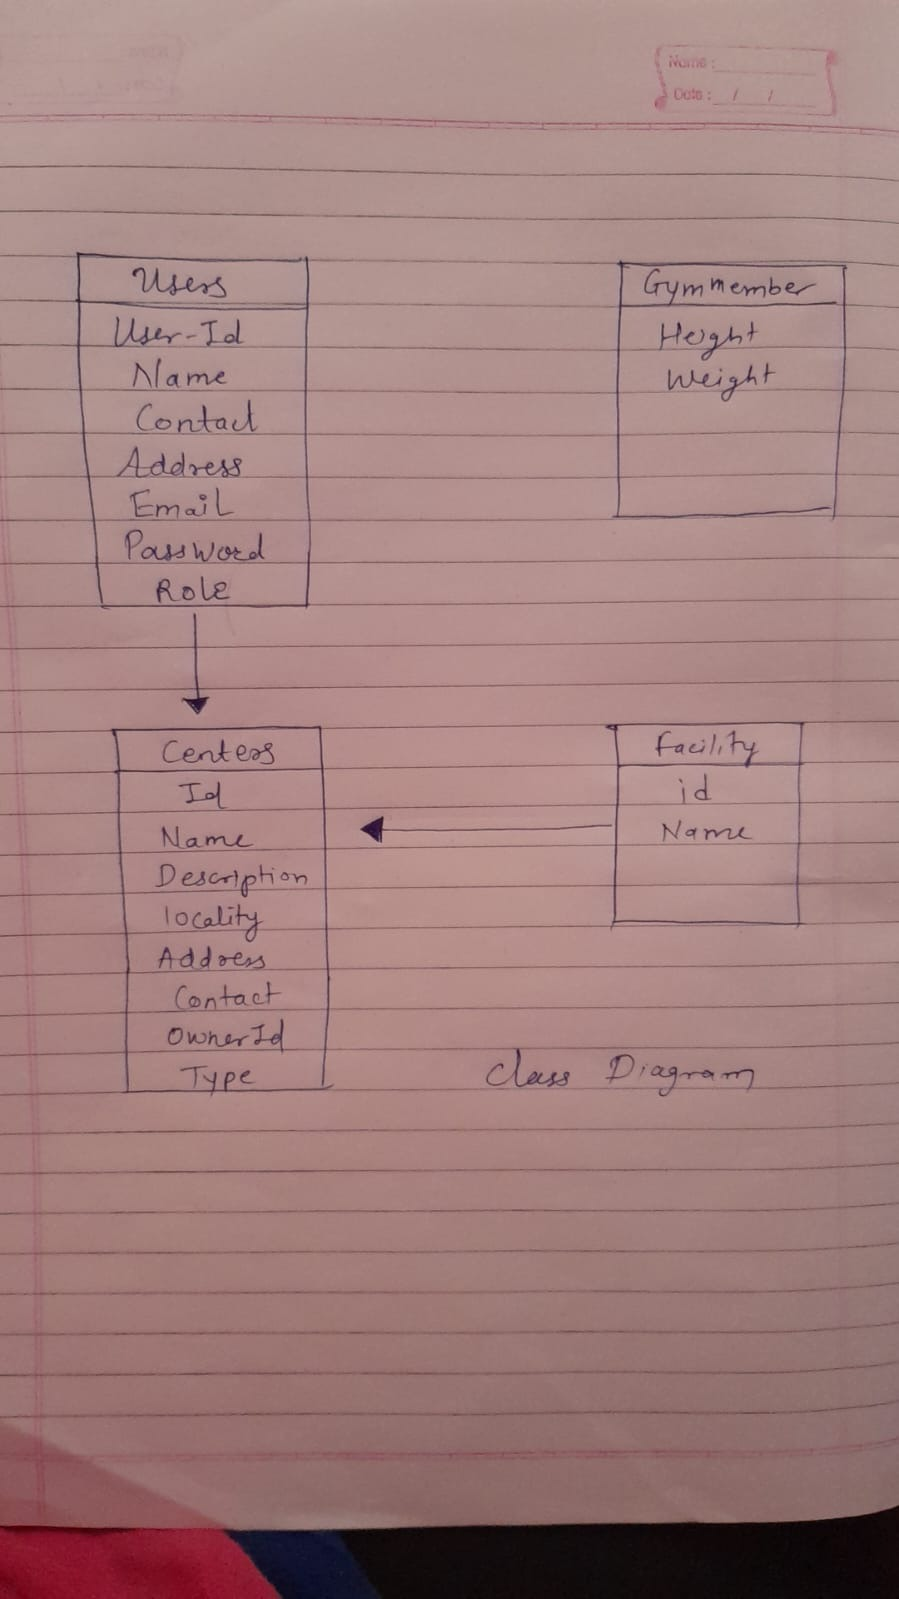 Name :
Date : / /
Users
User-Id
Name
Contact
Address
Email
Password
Role
Gymmember
Height
Weight
Centers
Id
Name
Description
locality
Address
Contact
OwnerId
Type
facility
id
Name
Class Diagram